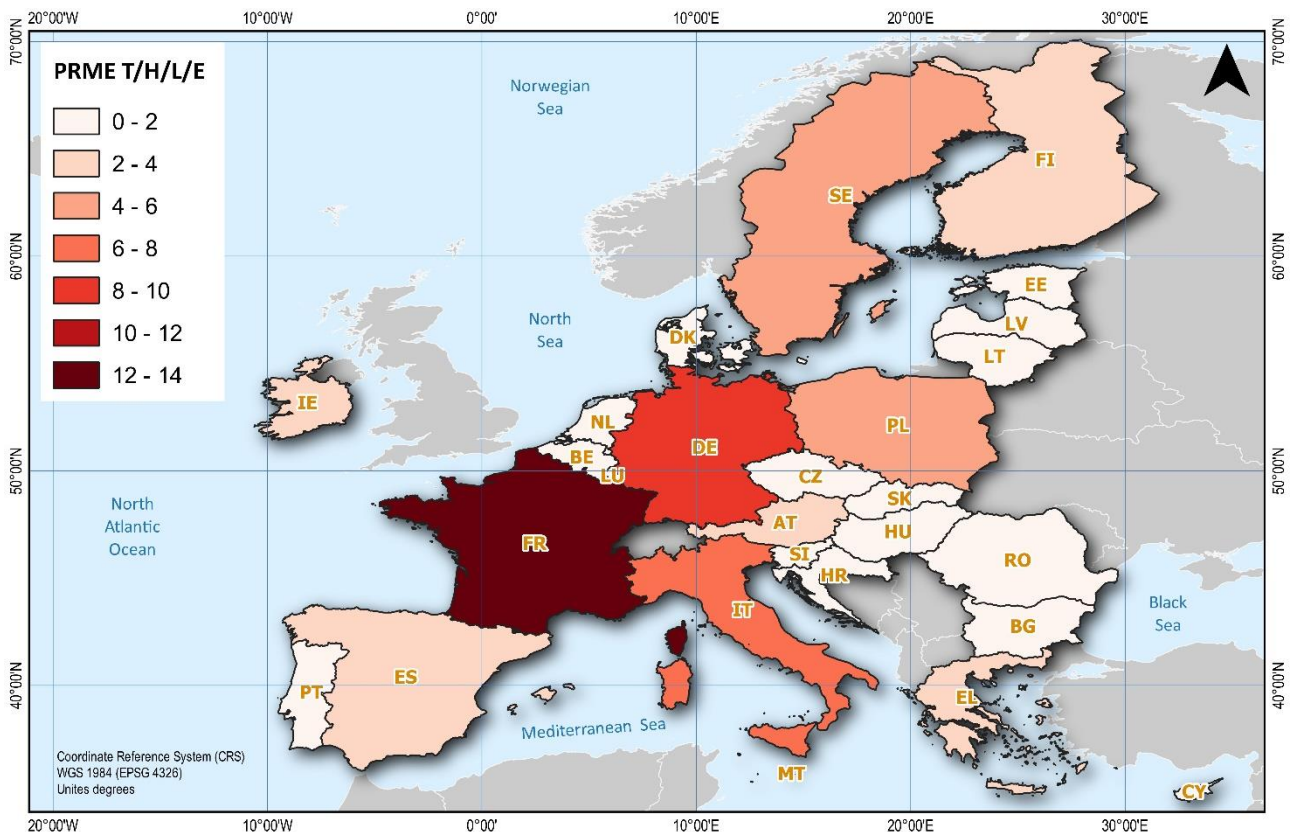 20°00'W 10°00'W 0°00' 10°00'E 20°00'E 30°00'E
70°00'N
70°00'N
PRME T/H/L/E
0 - 2
2 - 4
4 - 6
6 - 8
8 - 10
10 - 12
12 - 14
Norwegian
Sea
FI
SE
60°00'N
60°00'N
EE
LV
LT
North
Sea
DK
IE
NL
BE
LU
DE
PL
50°00'N
50°00'N
CZ
SK
AT
HU
North
Atlantic
Ocean
FR
SI
HR
RO
IT
BG
Black
Sea
PT
ES
40°00'N
40°00'N
EL
Mediterranean Sea
MT
CY
Coordinate Reference System (CRS)
WGS 1984 (EPSG 4326)
Unites degrees
20°00'W 10°00'W 0°00' 10°00'E 20°00'E 30°00'E